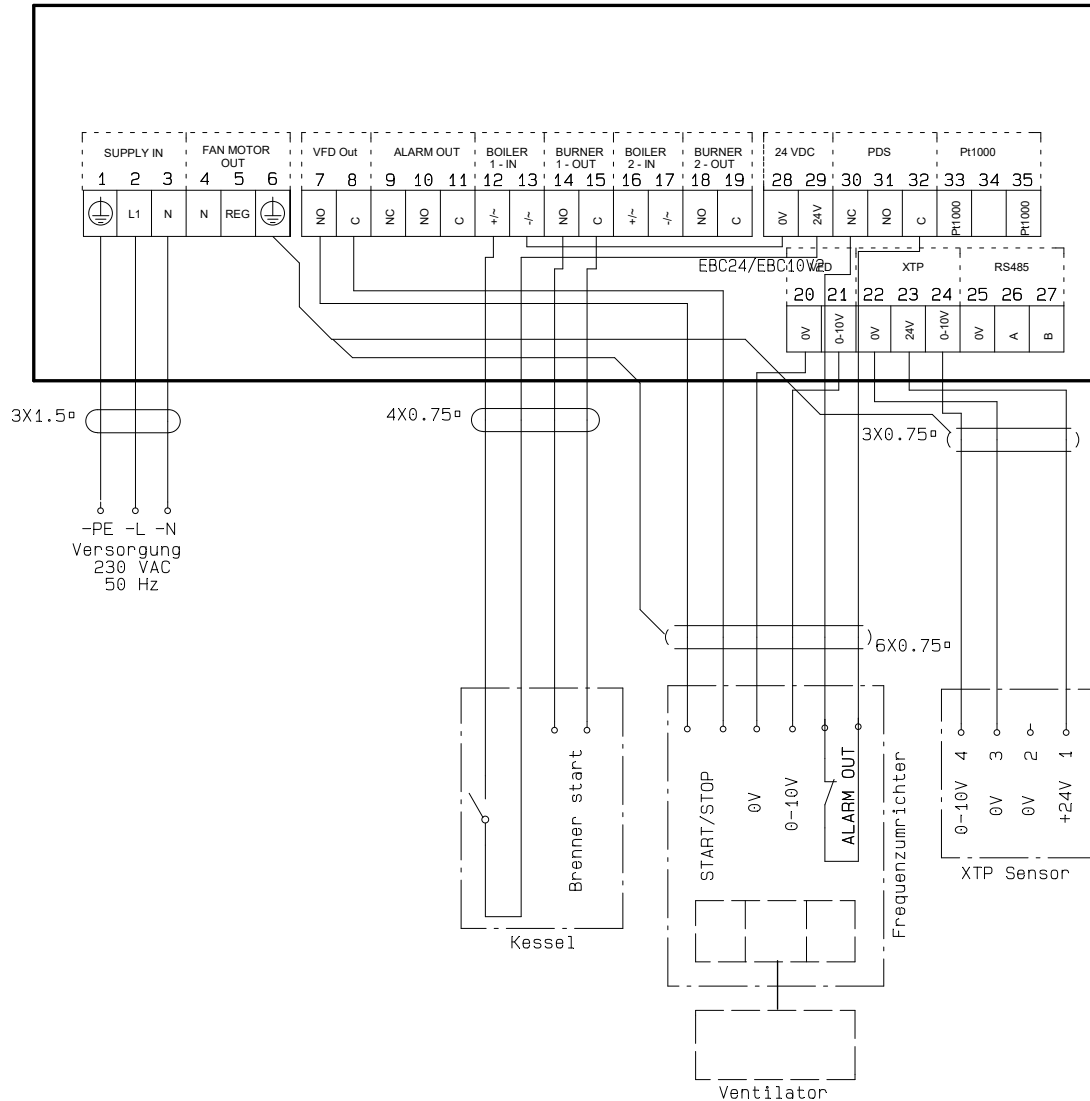 SUPPLY IN
FAN MOTOR
OUT
VFD Out
ALARM OUT
BOILER
1 - IN
BURNER
1 - OUT
BOILER
2 - IN
BURNER
2 - OUT
24 VDC
PDS
Pt1000
1 2 3 4 5 6 7 8 9 10 11 12 13 14 15 16 17 18 19 28 29 30 31 32 33 34 35
L1 N N REG NO C NC NO C +/~ -/~ NO C +/~ -/~ NO C 0V 24V NC NO C Pt1000 Pt1000
EBC24/EBC10V2
XTP
RS485
20 21 22 23 24 25 26 27
0V 0-10V 0V 24V 0-10V 0V A B
3X1.5
4X0.75
3X0.75
-PE -L -N
Versorgung
230 VAC
50 Hz
6X0.75
Brenner start
Kessel
START/STOP
0V
0-10V
ALARM OUT
Frequenzumrichter
Ventilator
4 3 2 1
0-10V 0V 0V +24V
XTP Sensor